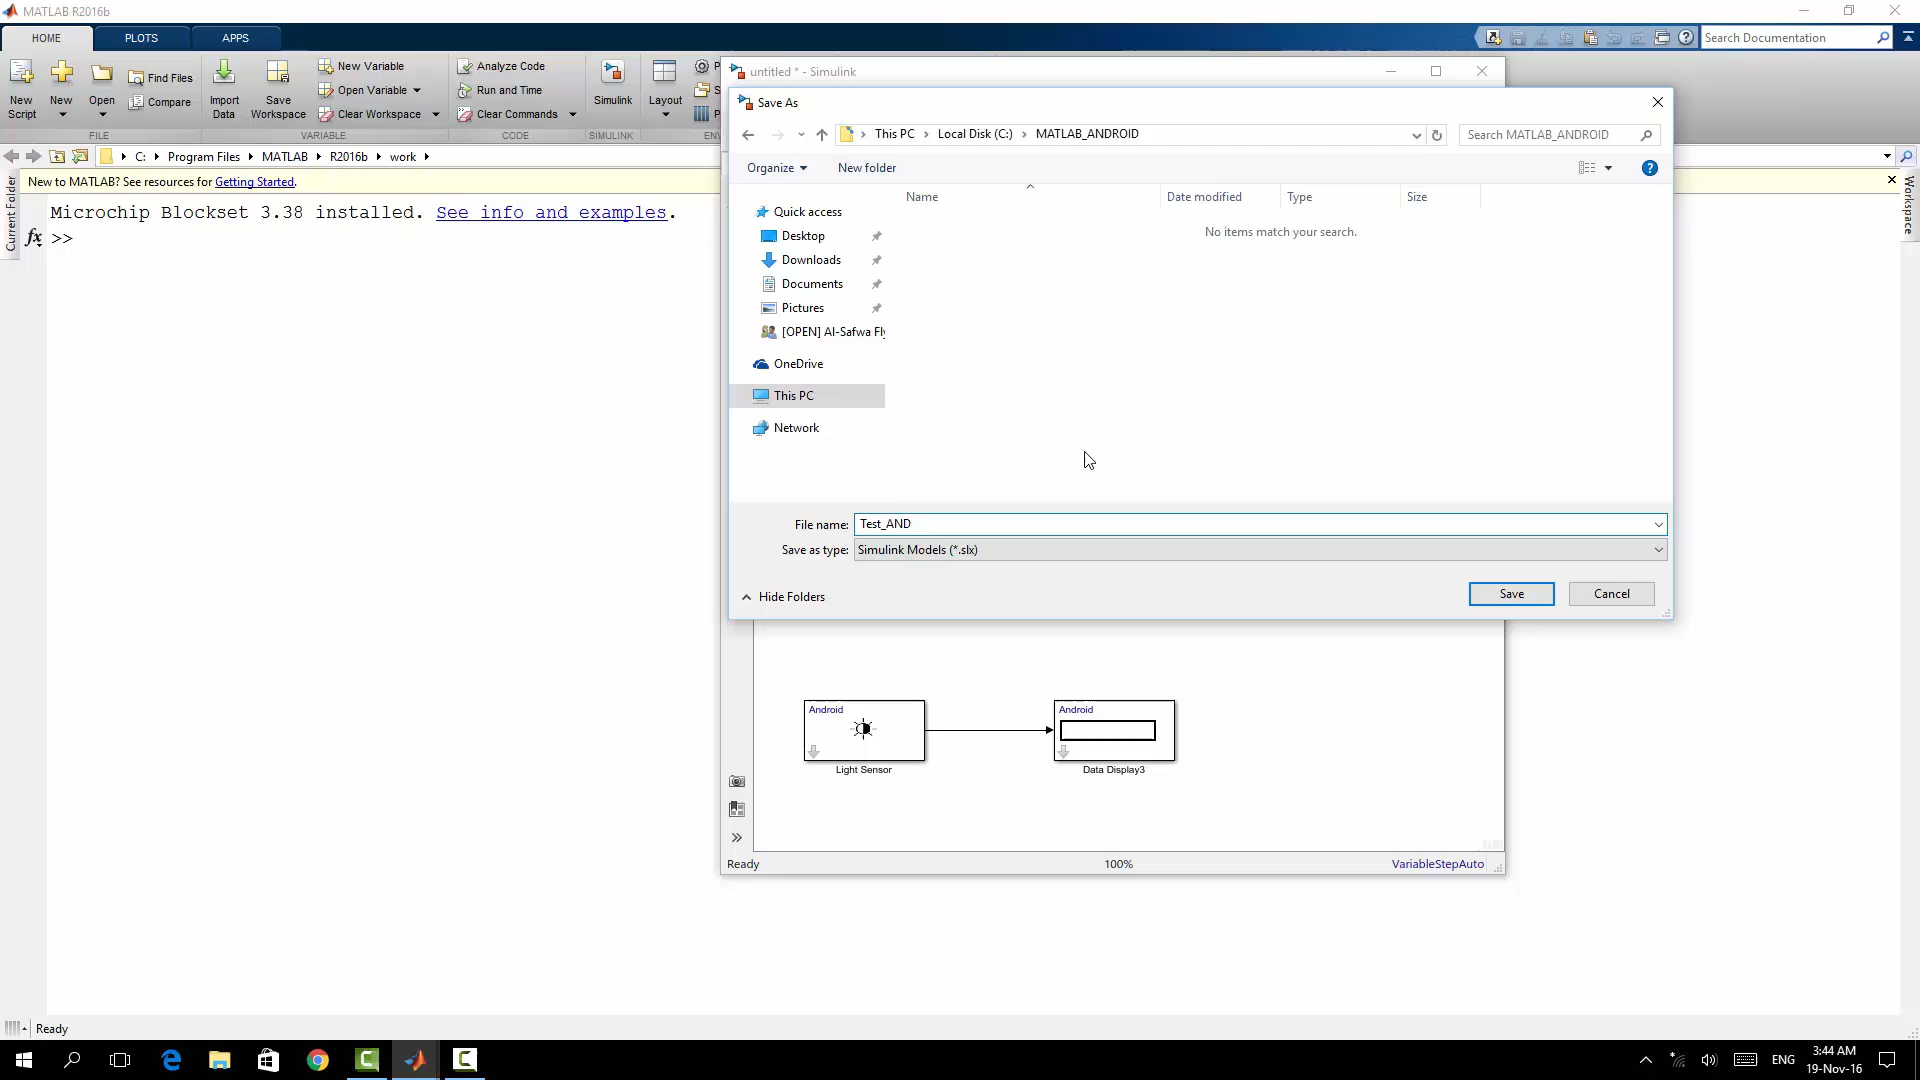 MATLAB R2016b
HOME
PLOTS
APPS
Search Documentation
New Script
New
Open
Find Files
Compare
Import Data
Save Workspace
New Variable
Open Variable
Clear Workspace
Analyze Code
Run and Time
Clear Commands
Simulink
Layout
FILE
VARIABLE
CODE
SIMULINK
C:
Program Files
MATLAB
R2016b
work
New to MATLAB? See resources for Getting Started.
Current Folder
Workspace
Microchip Blockset 3.38 installed. See info and examples.
fx >>
untitled * - Simulink
Save As
This PC
Local Disk (C:)
MATLAB_ANDROID
Search MATLAB_ANDROID
Organize
New folder
Name
Date modified
Type
Size
No items match your search.
Quick access
Desktop
Downloads
Documents
Pictures
[OPEN] Al-Safwa Fly
OneDrive
This PC
Network
File name: Test_AND
Save as type: Simulink Models (*.slx)
Hide Folders
Save
Cancel
Android
Light Sensor
Android
Data Display3
Ready
100%
VariableStepAuto
Ready
ENG
3:44 AM
19-Nov-16